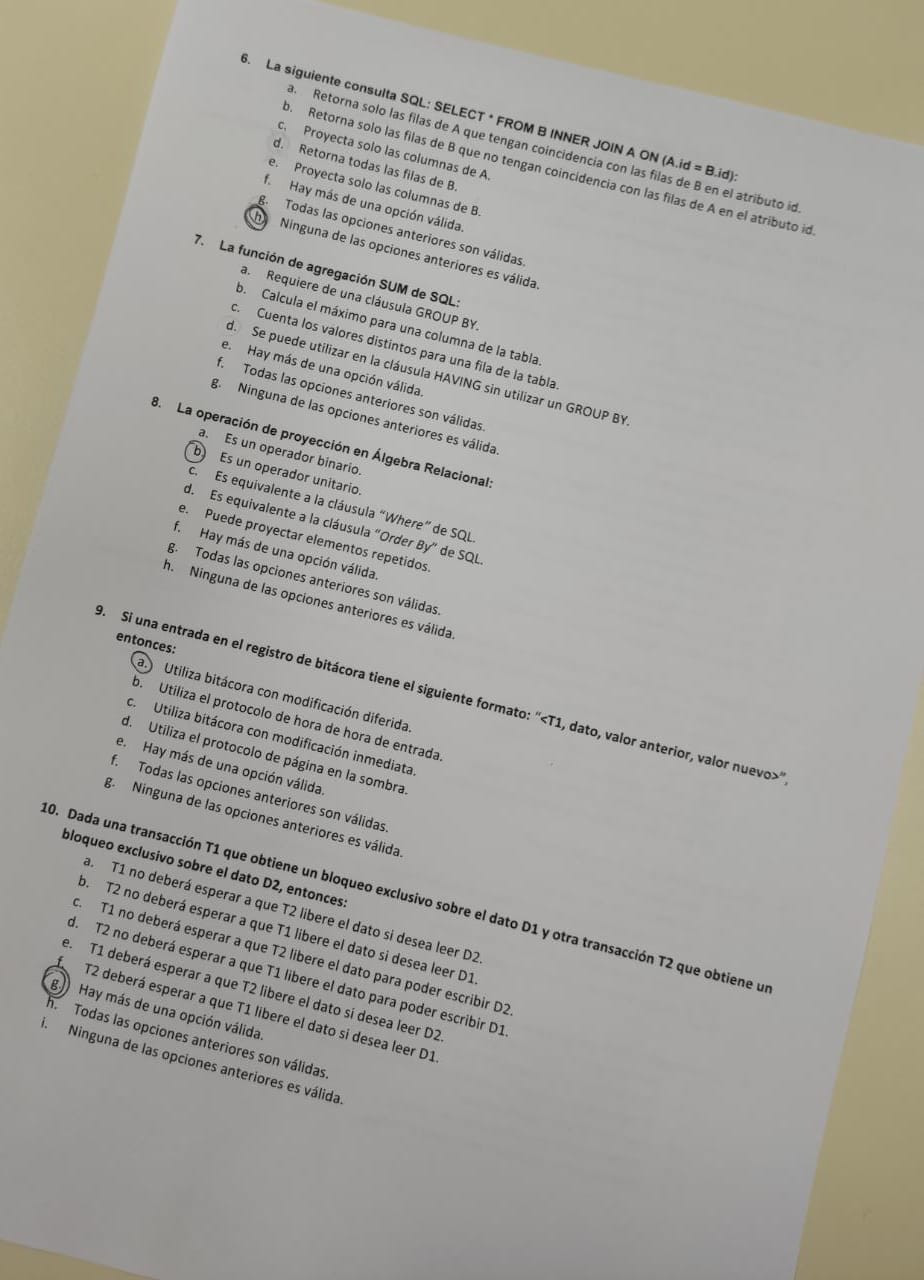 6. La siguiente consulta SQL: SELECT * FROM B INNER JOIN A ON (A.id = B.id):
a. Retorna solo las filas de A que tengan coincidencia con las filas de B en el atributo id.
b. Retorna solo las filas de B que no tengan coincidencia con las filas de A en el atributo id.
c. Proyecta solo las columnas de A.
d. Retorna todas las filas de B.
e. Proyecta solo las columnas de B.
f. Hay más de una opción válida.
g. Todas las opciones anteriores son válidas.
h. Ninguna de las opciones anteriores es válida.
7. La función de agregación SUM de SQL:
a. Requiere de una cláusula GROUP BY.
b. Calcula el máximo para una columna de la tabla.
c. Cuenta los valores distintos para una fila de la tabla.
d. Se puede utilizar en la cláusula HAVING sin utilizar un GROUP BY.
e. Hay más de una opción válida.
f. Todas las opciones anteriores son válidas.
g. Ninguna de las opciones anteriores es válida.
8. La operación de proyección en Álgebra Relacional:
a. Es un operador binario.
b. Es un operador unitario.
c. Es equivalente a la cláusula “Where” de SQL.
d. Es equivalente a la cláusula “Order By” de SQL.
e. Puede proyectar elementos repetidos.
f. Hay más de una opción válida.
g. Todas las opciones anteriores son válidas.
h. Ninguna de las opciones anteriores es válida.
9. Si una entrada en el registro de bitácora tiene el siguiente formato: “<T1, dato, valor anterior, valor nuevo>”,
entonces:
a. Utiliza bitácora con modificación diferida.
b. Utiliza el protocolo de hora de hora de entrada.
c. Utiliza bitácora con modificación inmediata.
d. Utiliza el protocolo de página en la sombra.
e. Hay más de una opción válida.
f. Todas las opciones anteriores son válidas.
g. Ninguna de las opciones anteriores es válida.
10. Dada una transacción T1 que obtiene un bloqueo exclusivo sobre el dato D1 y otra transacción T2 que obtiene un
bloqueo exclusivo sobre el dato D2, entonces:
a. T1 no deberá esperar a que T2 libere el dato si desea leer D2.
b. T2 no deberá esperar a que T1 libere el dato si desea leer D1.
c. T1 no deberá esperar a que T2 libere el dato para poder escribir D2.
d. T2 no deberá esperar a que T1 libere el dato para poder escribir D1.
e. T1 deberá esperar a que T2 libere el dato si desea leer D2.
f. T2 deberá esperar a que T1 libere el dato si desea leer D1.
g. Hay más de una opción válida.
h. Todas las opciones anteriores son válidas.
i. Ninguna de las opciones anteriores es válida.